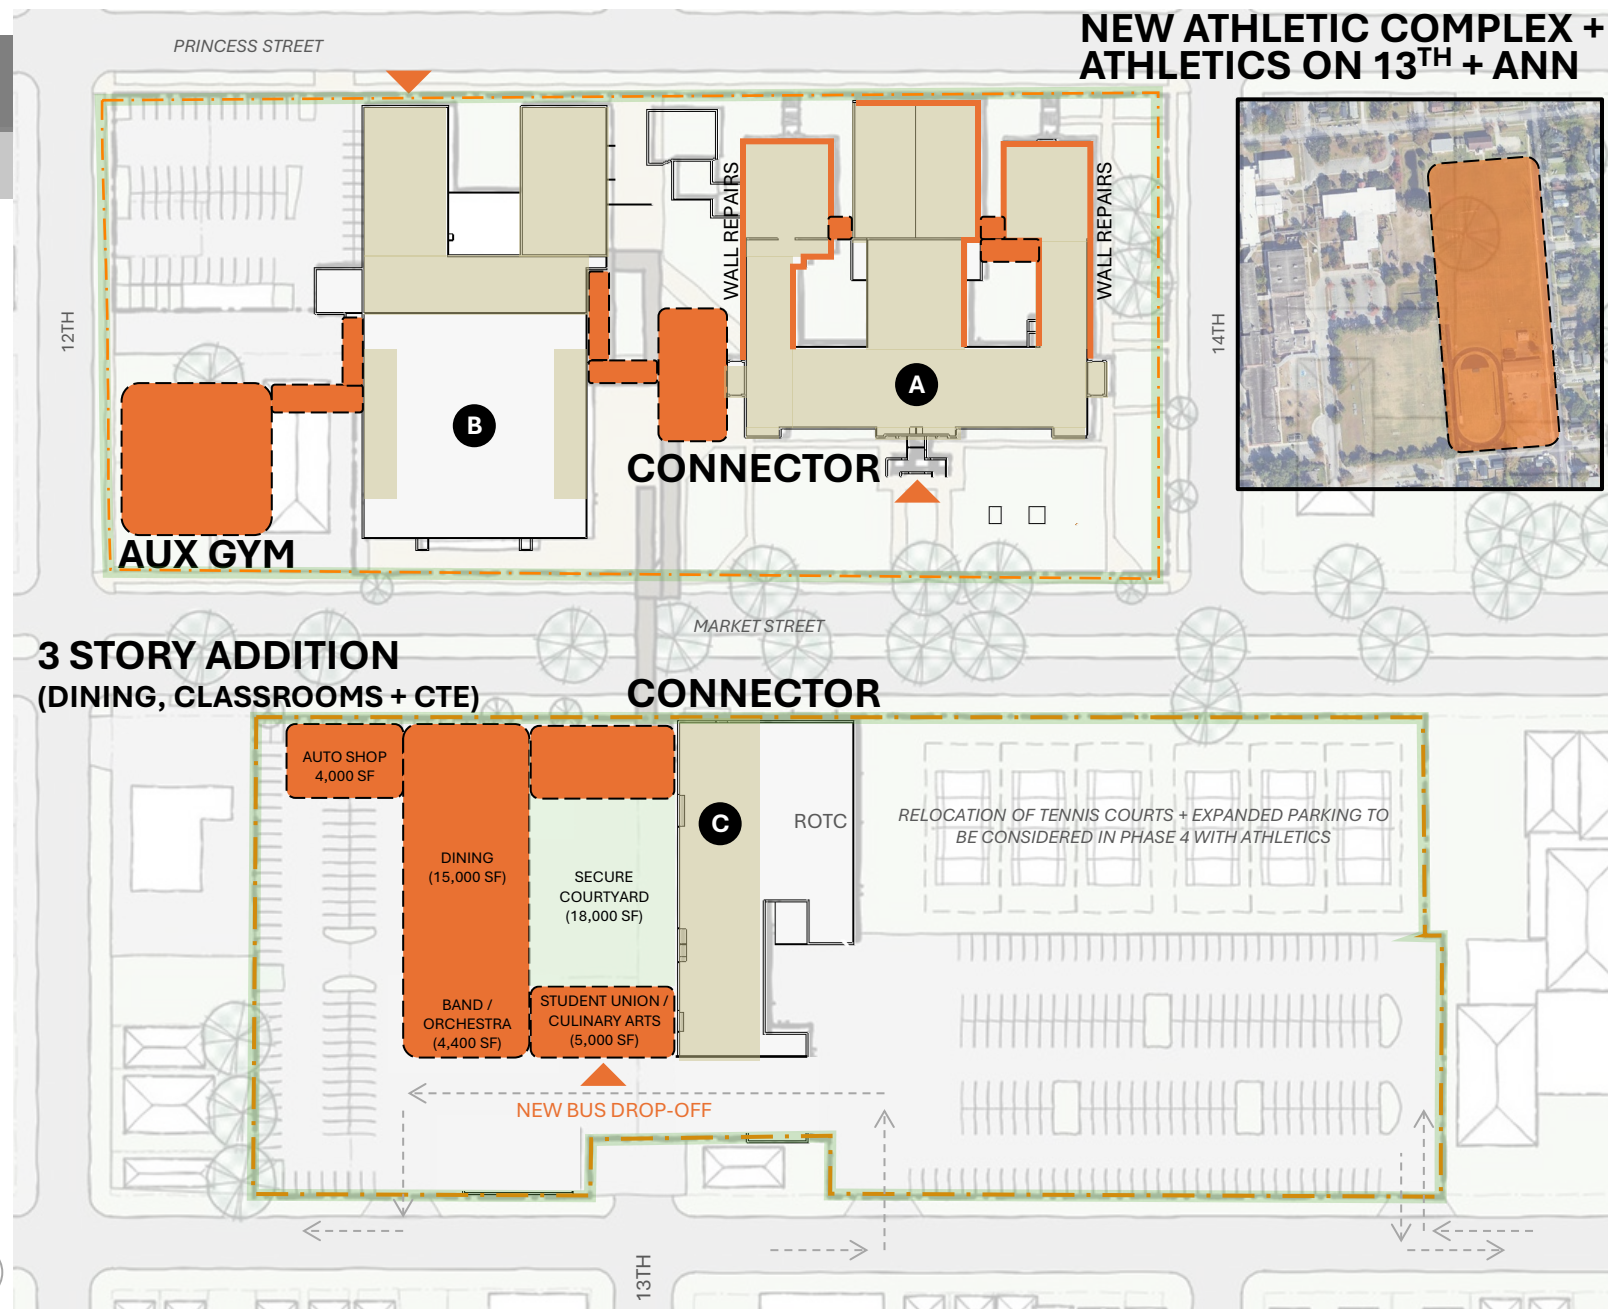 NEW ATHLETIC COMPLEX +
ATHLETICS ON 13TH + ANN
PRINCESS STREET
WALL REPAIRS
WALL REPAIRS
12TH
14TH
A
B
CONNECTOR
AUX GYM
MARKET STREET
3 STORY ADDITION
(DINING, CLASSROOMS + CTE)
CONNECTOR
AUTO SHOP
4,000 SF
C
ROTC
RELOCATION OF TENNIS COURTS + EXPANDED PARKING TO
BE CONSIDERED IN PHASE 4 WITH ATHLETICS
DINING
(15,000 SF)
SECURE
COURTYARD
(18,000 SF)
BAND /
ORCHESTRA
(4,400 SF)
STUDENT UNION /
CULINARY ARTS
(5,000 SF)
NEW BUS DROP-OFF
13TH